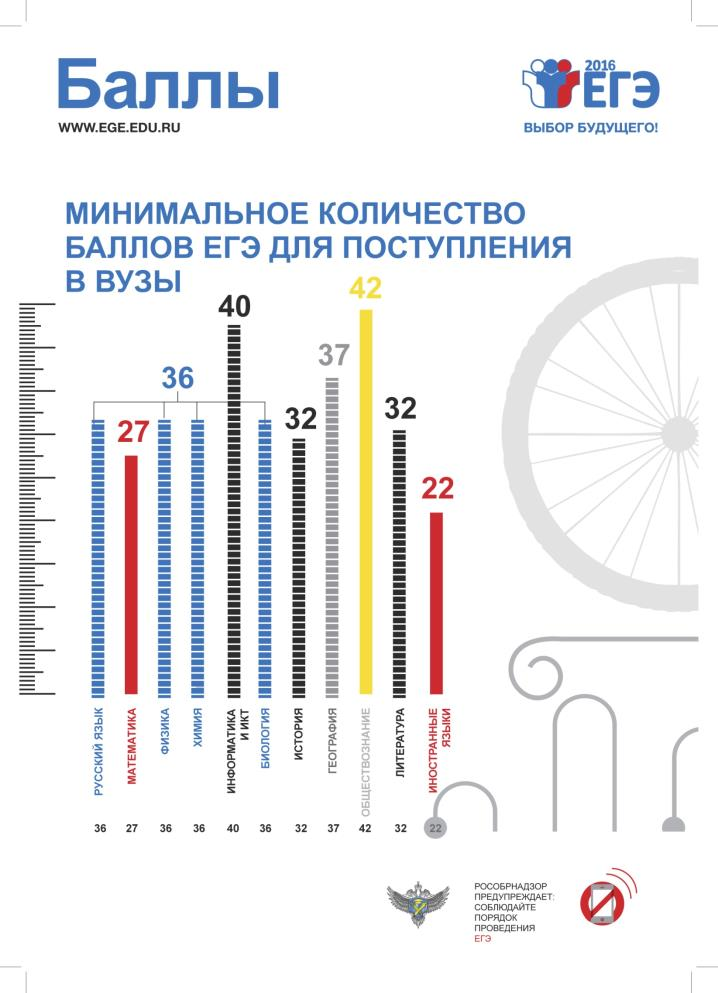 Баллы
WWW.EGE.EDU.RU
2016
ЕГЭ
ВЫБОР БУДУЩЕГО!
МИНИМАЛЬНОЕ КОЛИЧЕСТВО
БАЛЛОВ ЕГЭ ДЛЯ ПОСТУПЛЕНИЯ
В ВУЗЫ
36
27
40
32
37
42
32
22
РУССКИЙ ЯЗЫК
МАТЕМАТИКА
ФИЗИКА
ХИМИЯ
ИНФОРМАТИКА
И ИКТ
БИОЛОГИЯ
ИСТОРИЯ
ГЕОГРАФИЯ
ОБЩЕСТВОЗНАНИЕ
ЛИТЕРАТУРА
ИНОСТРАННЫЕ
ЯЗЫКИ
36 27 36 36 40 36 32 37 42 32 22
РОСОБРНАДЗОР
ПРЕДУПРЕЖДАЕТ:
СОБЛЮДАЙТЕ
ПОРЯДОК
ПРОВЕДЕНИЯ
ЕГЭ